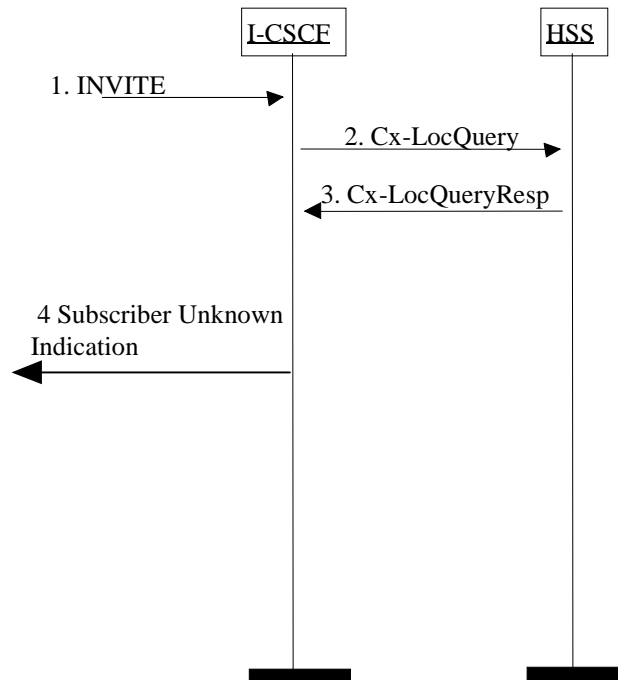 I-CSCF
HSS
1. INVITE
2. Cx-LocQuery
3. Cx-LocQueryResp
4 Subscriber Unknown
Indication